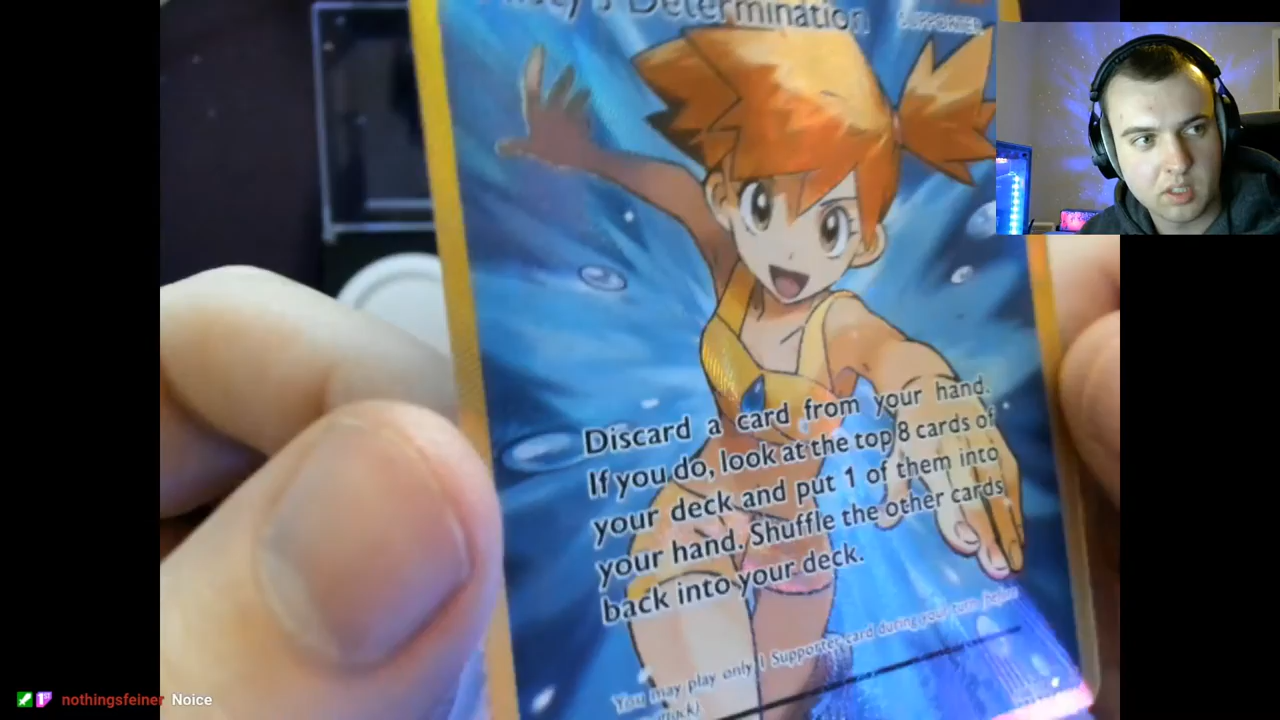 Misty's Determination
SUPPORTER
Discard a card from your hand.
If you do, look at the top 8 cards of
your deck and put 1 of them into
your hand. Shuffle the other cards
back into your deck.
You may play only 1 Supporter card during your turn (before
nothingsfeiner Noice